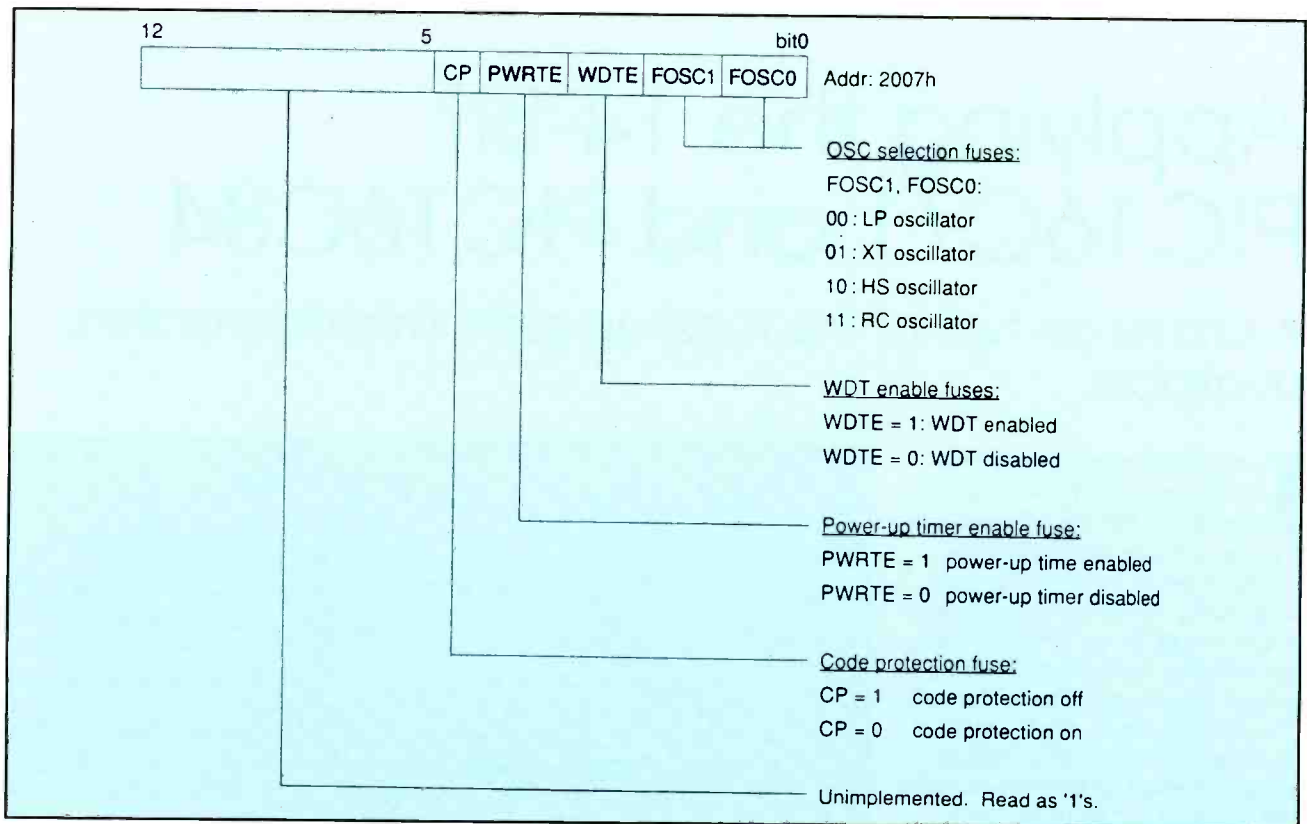 12 5 bit0
CP PWRTE WDTE FOSC1 FOSC0 Addr: 2007h
OSC selection fuses:
FOSC1, FOSC0:
00 : LP oscillator
01 : XT oscillator
10 : HS oscillator
11 : RC oscillator
WDT enable fuses:
WDTE = 1: WDT enabled
WDTE = 0: WDT disabled
Power-up timer enable fuse:
PWRTE = 1 power-up time enabled
PWRTE = 0 power-up timer disabled
Code protection fuse:
CP = 1 code protection off
CP = 0 code protection on
Unimplemented. Read as '1's.